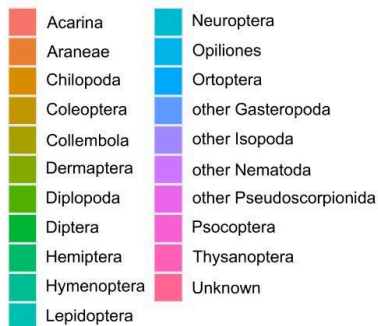 Acarina
Araneae
Chilopoda
Coleoptera
Collembola
Dermaptera
Diplopoda
Diptera
Hemiptera
Hymenoptera
Lepidoptera
Neuroptera
Opiliones
Ortoptera
other Gasteropoda
other Isopoda
other Nematoda
other Pseudoscorpionida
Psocoptera
Thysanoptera
Unknown